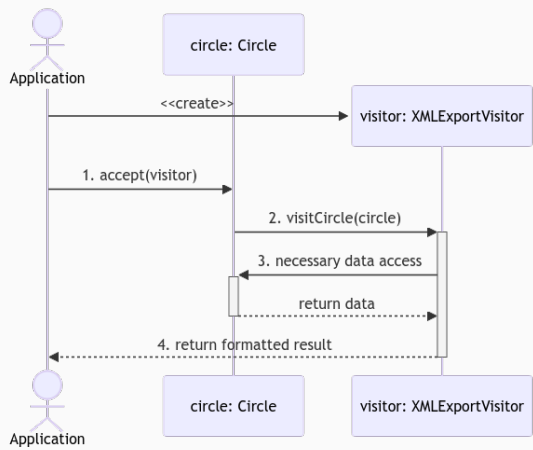 circle: Circle
Application
<<create>>
visitor: XMLExportVisitor
1. accept(visitor)
2. visitCircle(circle)
3. necessary data access
return data
4. return formatted result
circle: Circle
visitor: XMLExportVisitor
Application